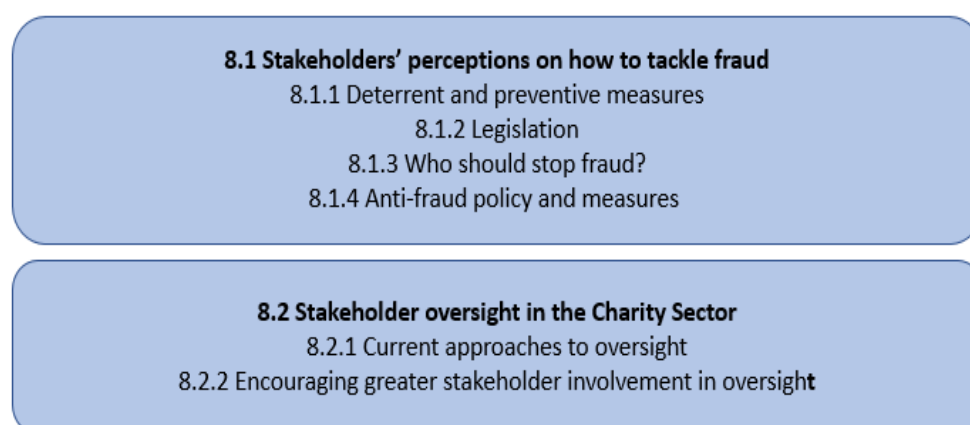 8.1 Stakeholders’ perceptions on how to tackle fraud
8.1.1 Deterrent and preventive measures
8.1.2 Legislation
8.1.3 Who should stop fraud?
8.1.4 Anti-fraud policy and measures
8.2 Stakeholder oversight in the Charity Sector
8.2.1 Current approaches to oversight
8.2.2 Encouraging greater stakeholder involvement in oversight